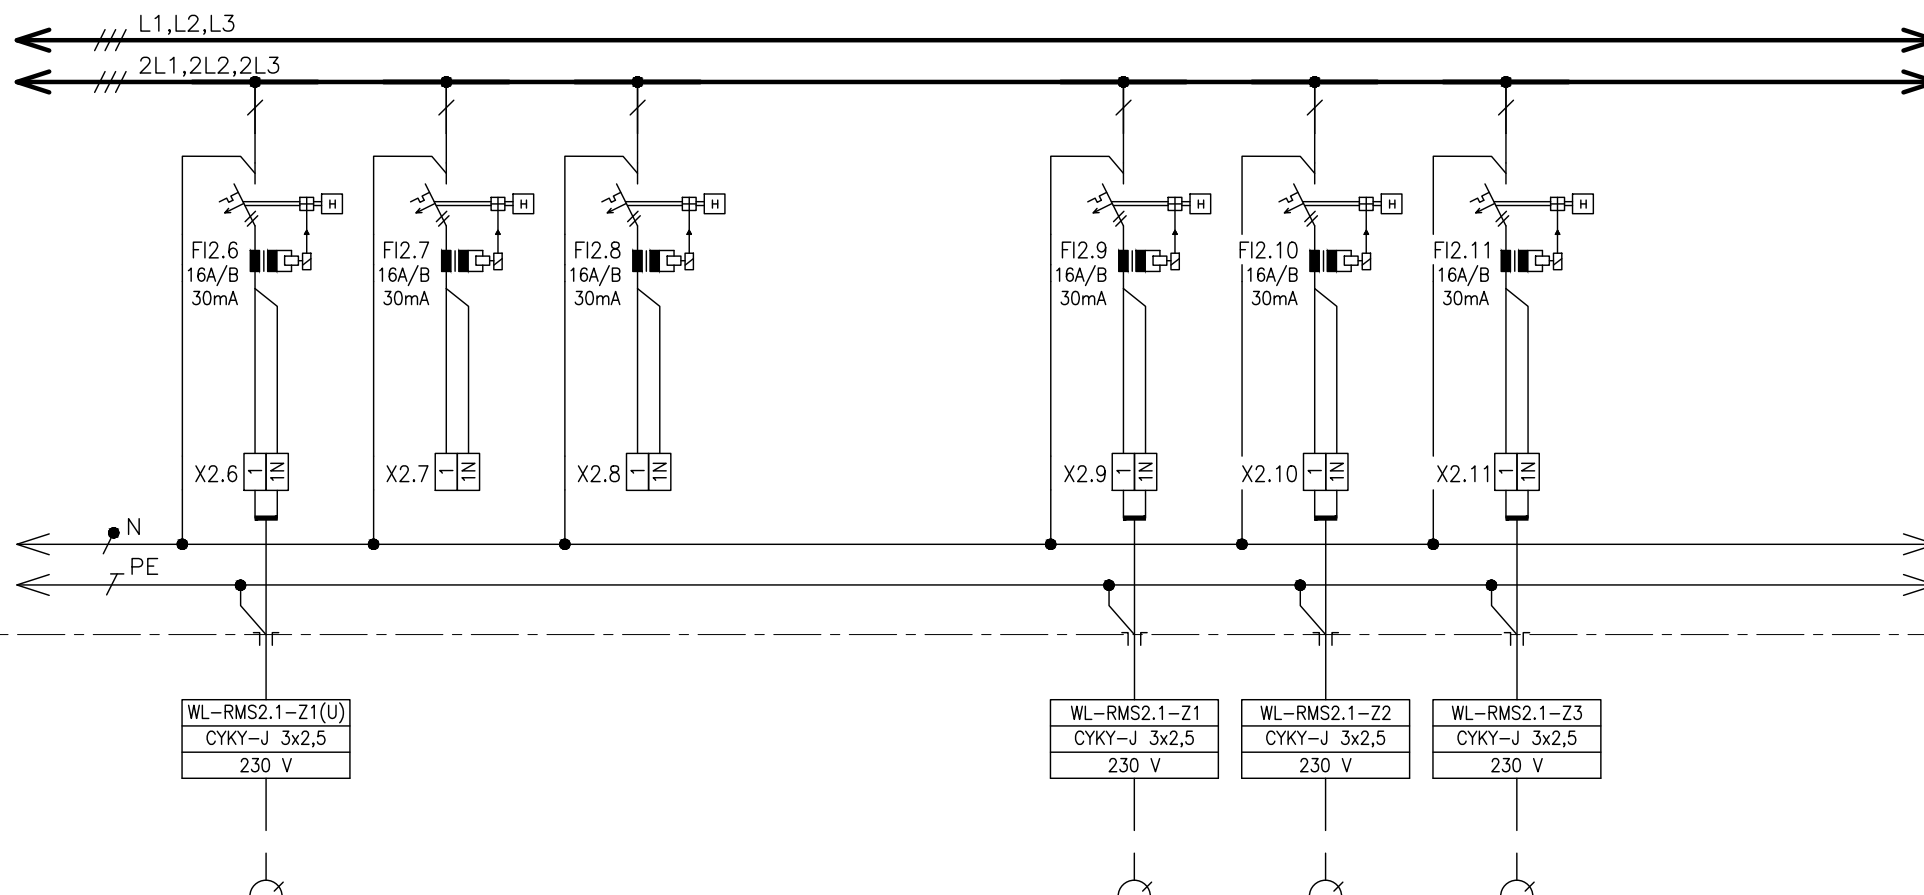 L1,L2,L3
2L1,2L2,2L3
H H H H H H
FI2.6 FI2.7 FI2.8 FI2.9 FI2.10 FI2.11
16A/B 16A/B 16A/B 16A/B 16A/B 16A/B
30mA 30mA 30mA 30mA 30mA 30mA
X2.6 1 1N X2.7 1 1N X2.8 1 1N X2.9 1 1N X2.10 1 1N X2.11 1 1N
N
PE
WL-RMS2.1-Z1(U) WL-RMS2.1-Z1 WL-RMS2.1-Z2 WL-RMS2.1-Z3
CYKY-J 3x2,5 CYKY-J 3x2,5 CYKY-J 3x2,5 CYKY-J 3x2,5
230 V 230 V 230 V 230 V